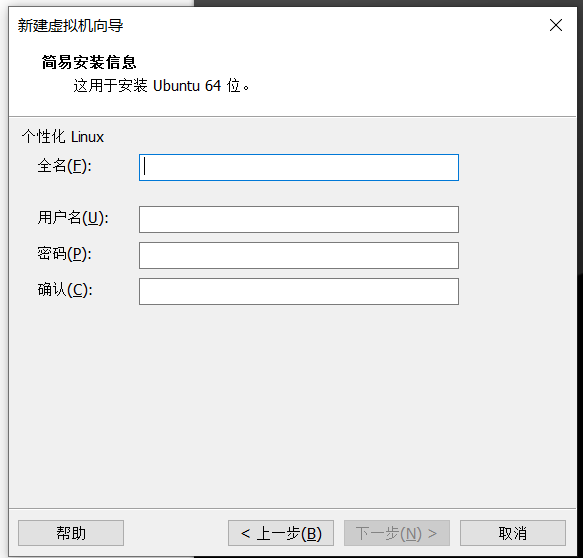 新建虚拟机向导
简易安装信息
这用于安装 Ubuntu 64 位。
个性化 Linux
全名(F):
用户名(U):
密码(P):
确认(C):
帮助 < 上一步(B) 下一步(N) > 取消